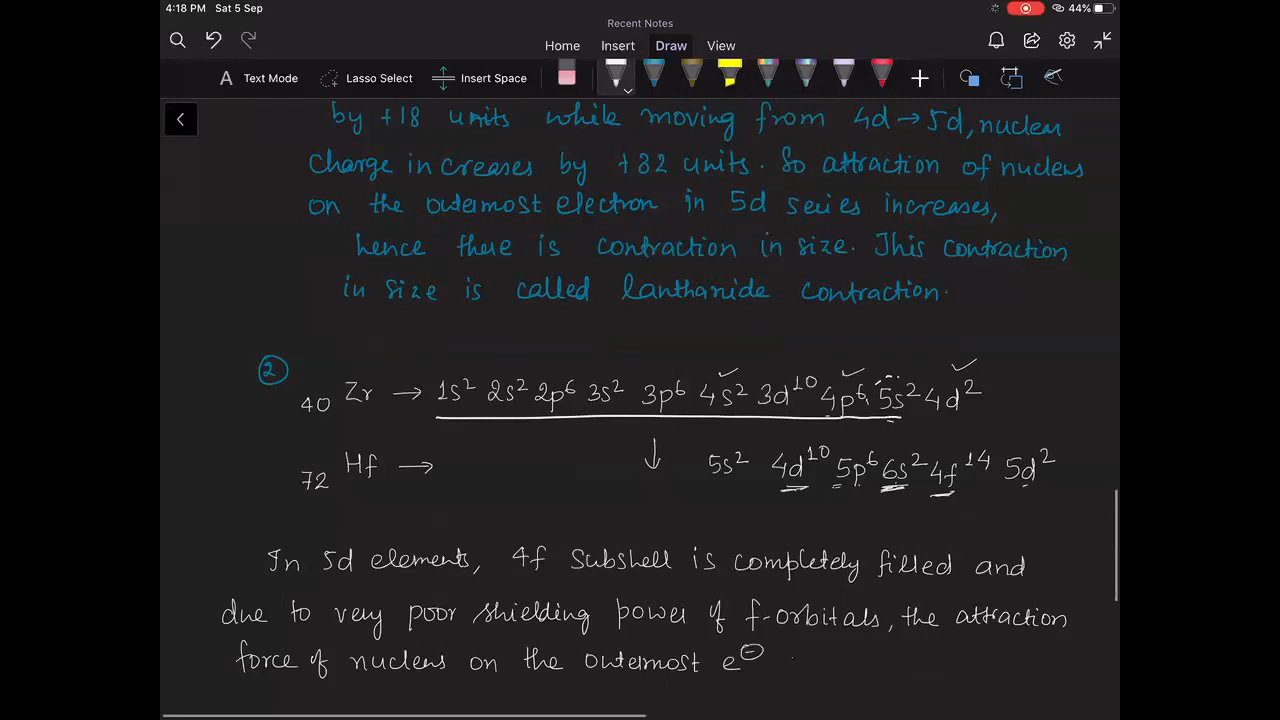 4:18 PM Sat 5 Sep
44%
Recent Notes
Home Insert Draw View
Text Mode Lasso Select Insert Space
by +18 units while moving from 4d → 5d, nuclear
Charge increases by +32 units. So attraction of nucleus
on the outermost electron in 5d series increases,
hence there is contraction in size. This contraction
in size is called lanthanide contraction.
②
₄₀Zr → 1s² 2s² 2p⁶ 3s² 3p⁶ 4s² 3d¹⁰ 4p⁶ 5s² 4d²
₇₂Hf → ↓ 5s² 4d¹⁰ 5p⁶ 6s² 4f¹⁴ 5d²
In 5d elements, 4f Subshell is completely filled and
due to very poor shielding power of f-orbitals, the attraction
force of nucleus on the outermost e⊖